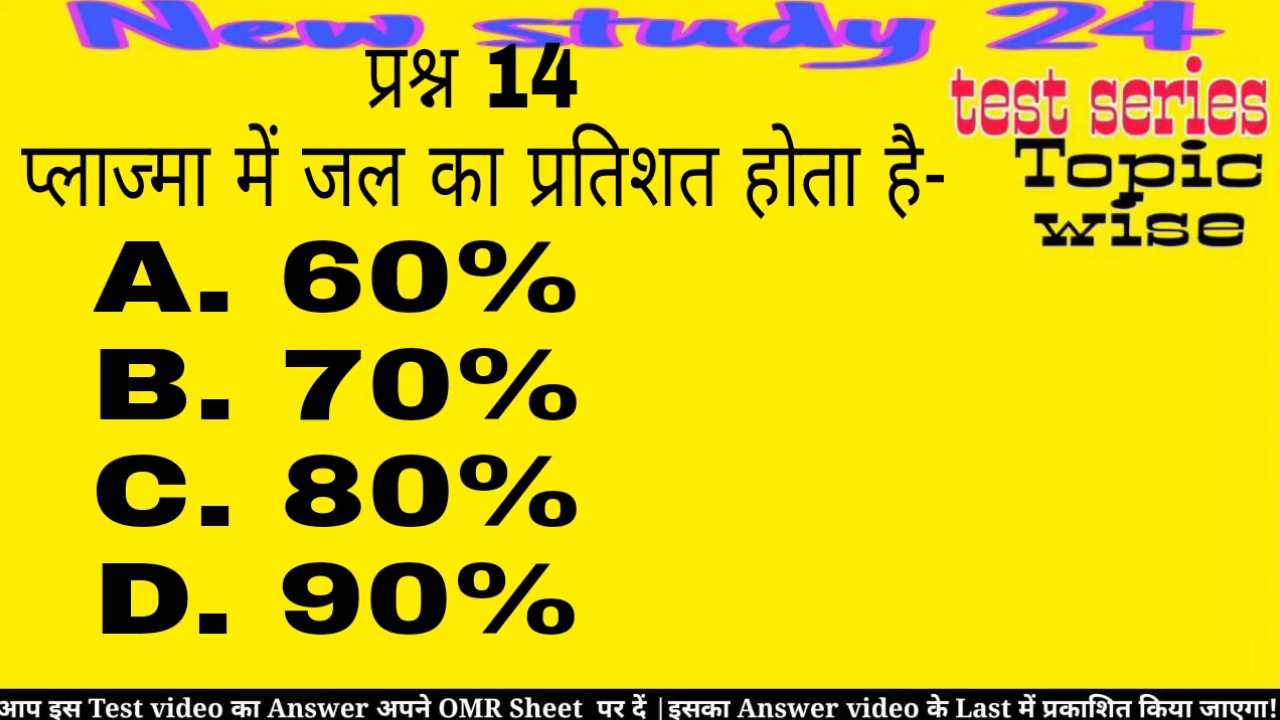 New study 24
प्रश्न 14
test series
Topic
wise
प्लाज्मा में जल का प्रतिशत होता है-
A. 60%
B. 70%
C. 80%
D. 90%
आप इस Test video का Answer अपने OMR Sheet पर दें |इसका Answer video के Last में प्रकाशित किया जाएगा!